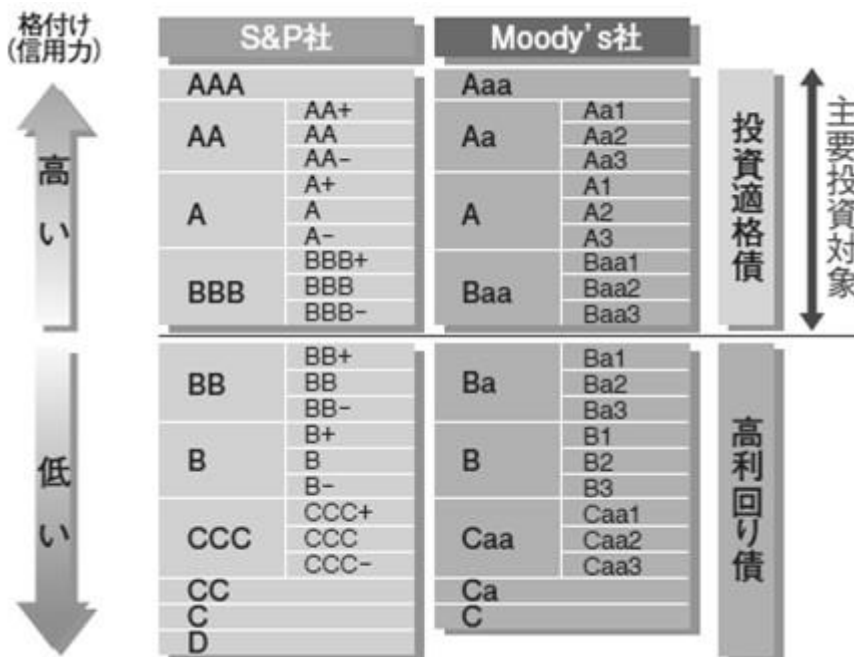 格付け
(信用力)
S&P社
Moody's社
高い
低い
AAA
AA
AA+
AA
AA-
A
A+
A
A-
BBB
BBB+
BBB
BBB-
BB
BB+
BB
BB-
B
B+
B
B-
CCC
CCC+
CCC
CCC-
CC
C
D
Aaa
Aa
Aa1
Aa2
Aa3
A
A1
A2
A3
Baa
Baa1
Baa2
Baa3
Ba
Ba1
Ba2
Ba3
B
B1
B2
B3
Caa
Caa1
Caa2
Caa3
Ca
C
投資適格債
高利回り債
主要投資対象